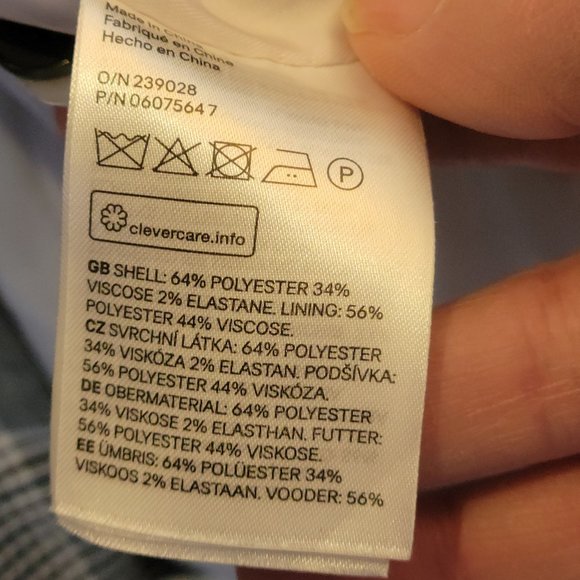 Made in China
Fabriqué en Chine
Hecho en China
O/N 239028
P/N 06075647
P
clevercare.info
GB SHELL: 64% POLYESTER 34%
VISCOSE 2% ELASTANE. LINING: 56%
POLYESTER 44% VISCOSE.
CZ SVRCHNÍ LÁTKA: 64% POLYESTER
34% VISKÓZA 2% ELASTAN. PODŠÍVKA:
56% POLYESTER 44% VISKÓZA.
DE OBERMATERIAL: 64% POLYESTER
34% VISKOSE 2% ELASTHAN. FUTTER:
56% POLYESTER 44% VISKOSE.
EE ÜMBRIS: 64% POLÜESTER 34%
VISKOOS 2% ELASTAAN. VOODER: 56%